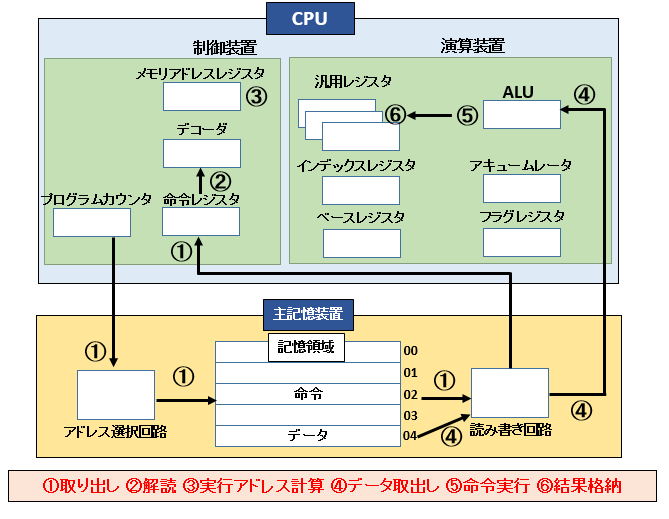 CPU
制御装置
演算装置
メモリアドレスレジスタ
③
汎用レジスタ
⑥
⑤
ALU
④
デコーダ
②
インデックスレジスタ
アキュームレータ
プログラムカウンタ
命令レジスタ
①
ベースレジスタ
フラグレジスタ
主記憶装置
記憶領域
00
01
命令
02
03
データ
04
①
①
①
④
④
アドレス選択回路
読み書き回路
①取り出し ②解読 ③実行アドレス計算 ④データ取出し ⑤命令実行 ⑥結果格納